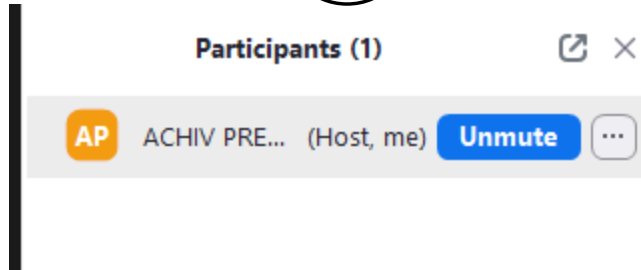 Participants (1)
AP ACHIV PRE... (Host, me) Unmute ...